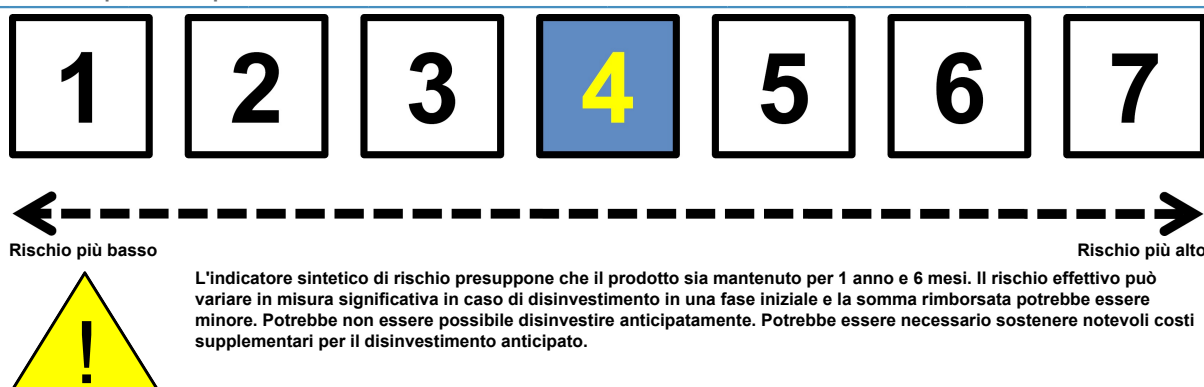 1 2 3 4 5 6 7
Rischio più basso Rischio più alto
L'indicatore sintetico di rischio presuppone che il prodotto sia mantenuto per 1 anno e 6 mesi. Il rischio effettivo può
variare in misura significativa in caso di disinvestimento in una fase iniziale e la somma rimborsata potrebbe essere
minore. Potrebbe non essere possibile disinvestire anticipatamente. Potrebbe essere necessario sostenere notevoli costi
supplementari per il disinvestimento anticipato.
!